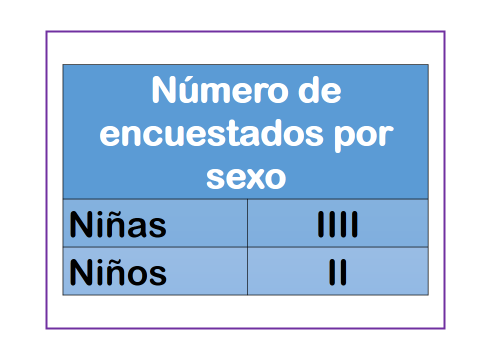 Número de
encuestados por
sexo
Niñas IIII
Niños II